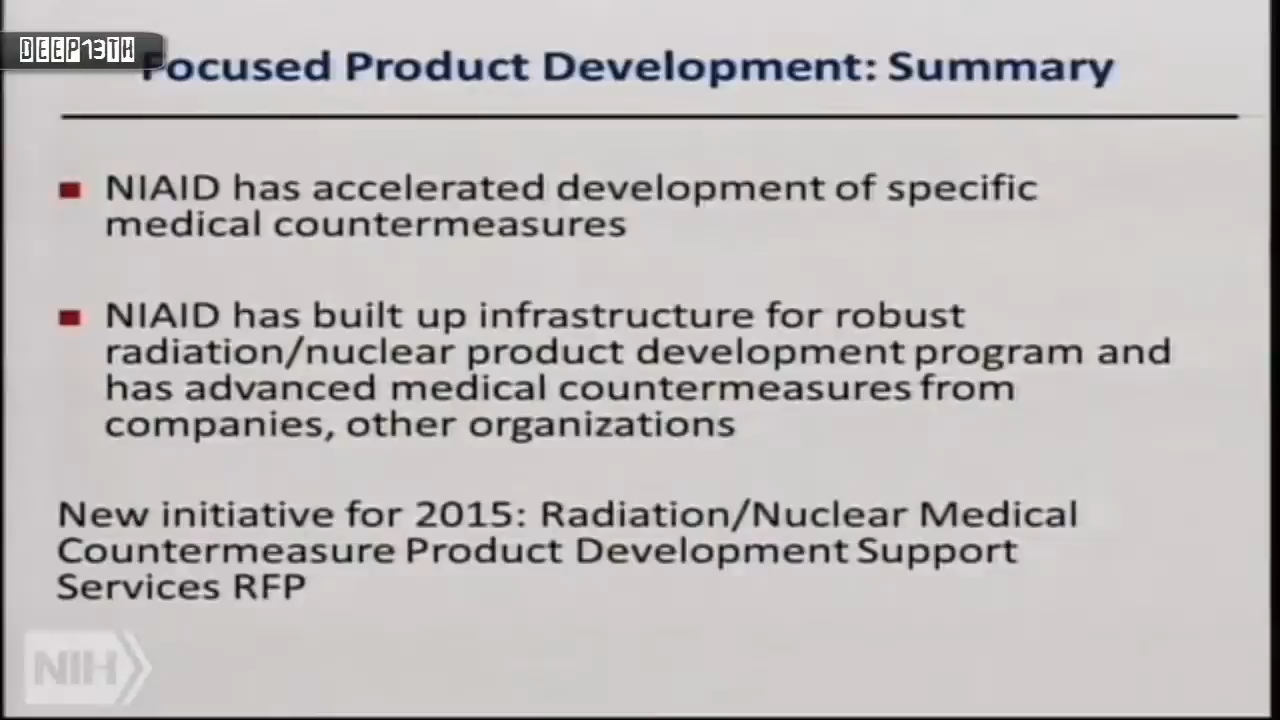 DEEP13TH
Focused Product Development: Summary
NIAID has accelerated development of specific
medical countermeasures
NIAID has built up infrastructure for robust
radiation/nuclear product development program and
has advanced medical countermeasures from
companies, other organizations
New initiative for 2015: Radiation/Nuclear Medical
Countermeasure Product Development Support
Services RFP
NIH